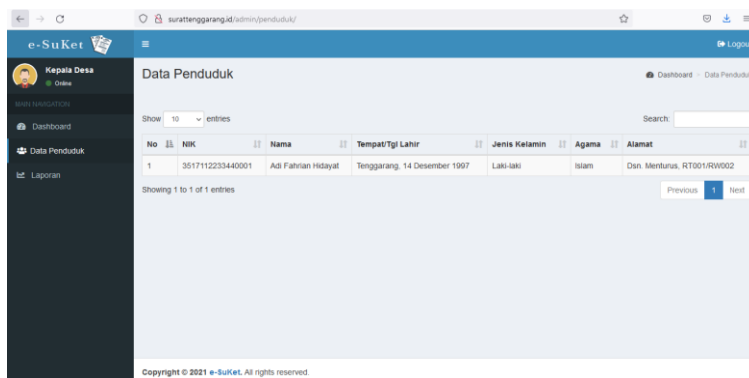 surattenggarang.id/admin/penduduk/
e-SuKet
Logou
Kepala Desa
Online
Data Penduduk
Dashboard
Data Pendudu
MAIN NAVIGATION
Dashboard
Data Penduduk
Laporan
Show 10 entries
Search:
No NIK Nama Tempat/Tgl Lahir Jenis Kelamin Agama Alamat
1 3517112233440001 Adi Fahrian Hidayat Tenggarang, 14 Desember 1997 Laki-laki Islam Dsn. Menturus, RT001/RW002
Showing 1 to 1 of 1 entries
Previous 1 Next
Copyright © 2021 e-SuKet. All rights reserved.